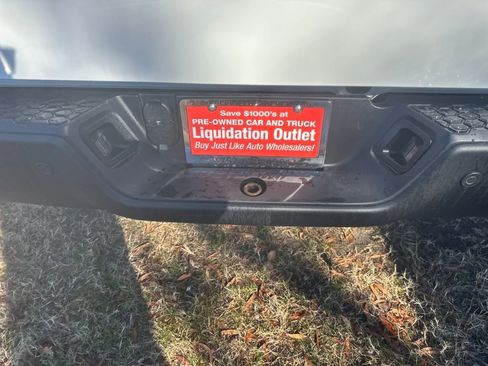 Save $1000's at
PRE-OWNED CAR AND TRUCK
Liquidation Outlet
Buy Just Like Auto Wholesalers!